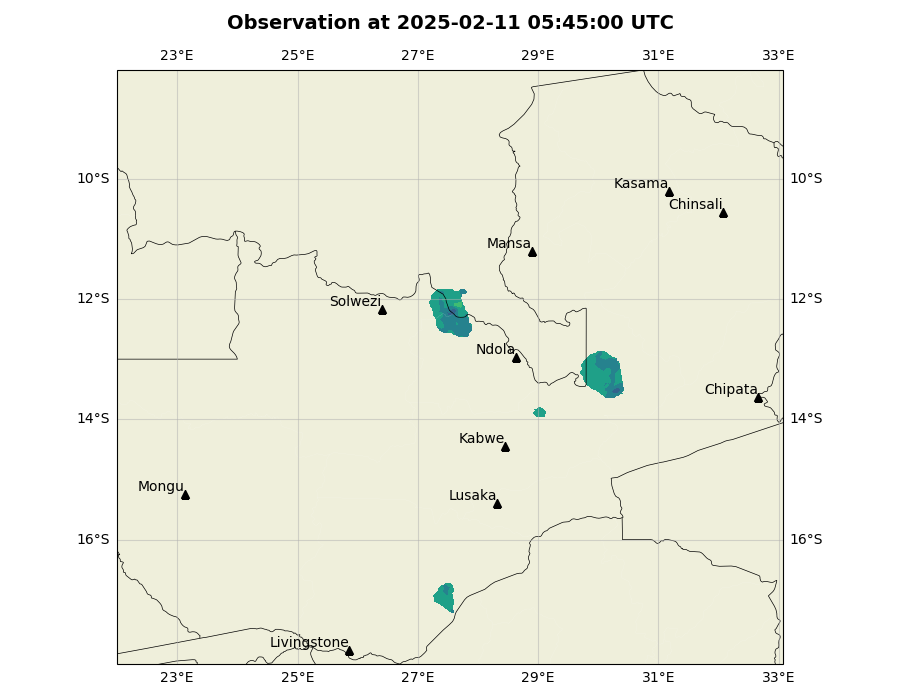 Observation at 2025-02-11 05:45:00 UTC
23°E 25°E 27°E 29°E 31°E 33°E
10°S 10°S
Kasama
Chinsali
Mansa
12°S 12°S
Solwezi
Ndola
Chipata
14°S 14°S
Kabwe
Mongu
Lusaka
16°S 16°S
Livingstone
23°E 25°E 27°E 29°E 31°E 33°E